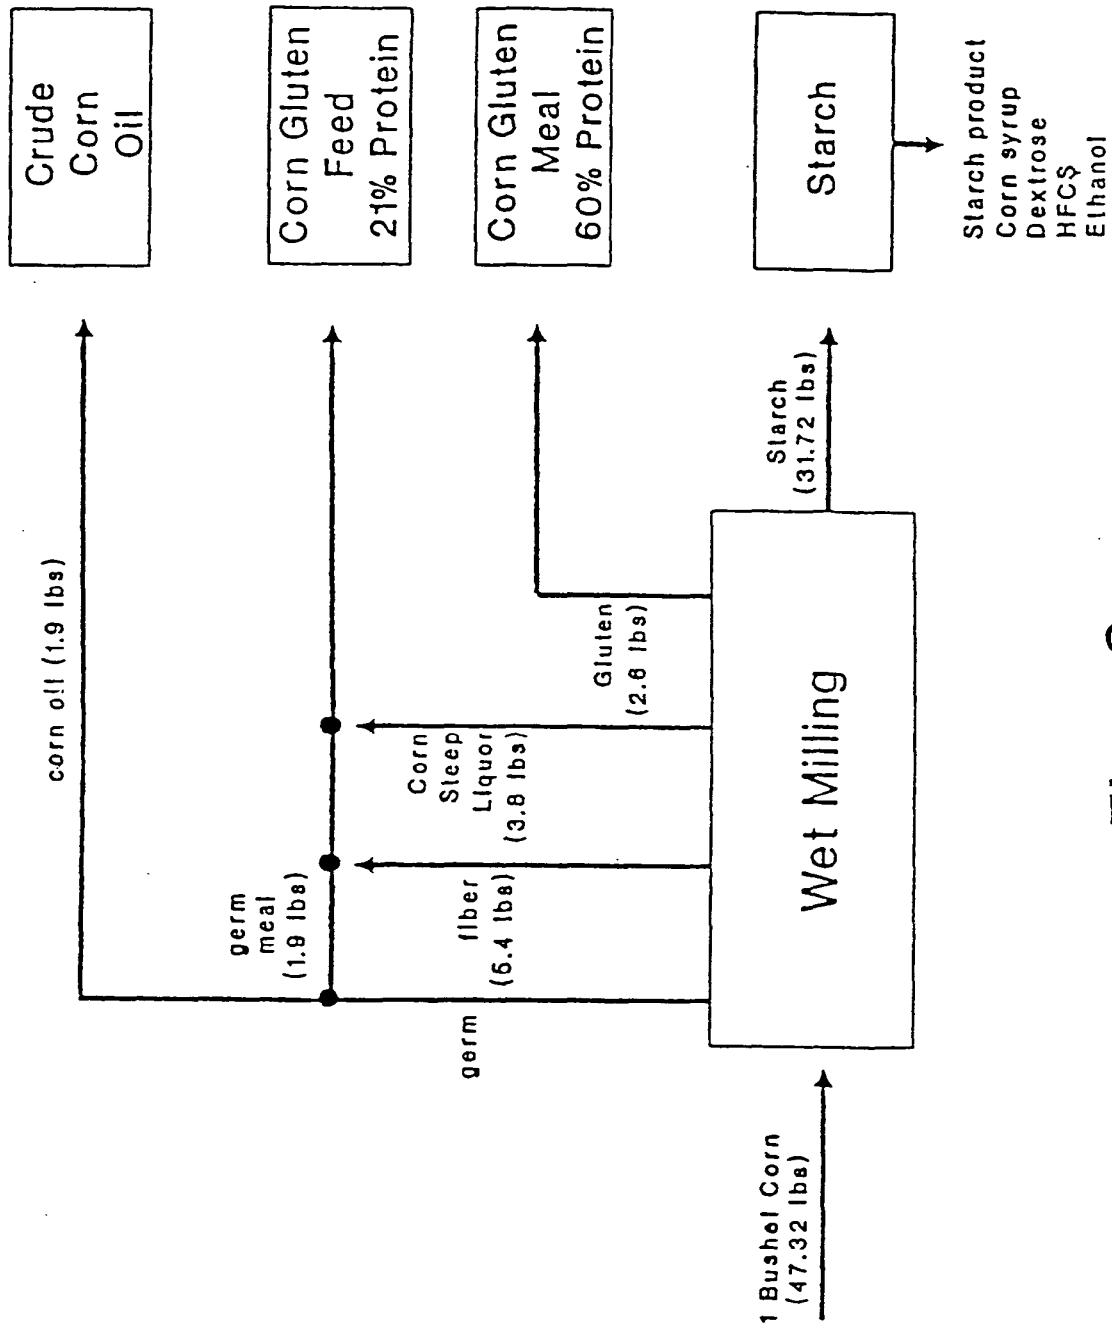 Crude
Corn
Oil
Corn Gluten
Feed
21% Protein
Corn Gluten
Meal
60% Protein
Starch
Starch product
Corn syrup
Dextrose
HFCS
Ethanol
corn oil (1.9 lbs)
germ
meal
(1.9 lbs)
germ
fiber
(5.4 lbs)
Corn
Steep
Liquor
(3.8 lbs)
Gluten
(2.6 lbs)
Starch
(31.72 lbs)
Wet Milling
1 Bushel Corn
(47.32 lbs)